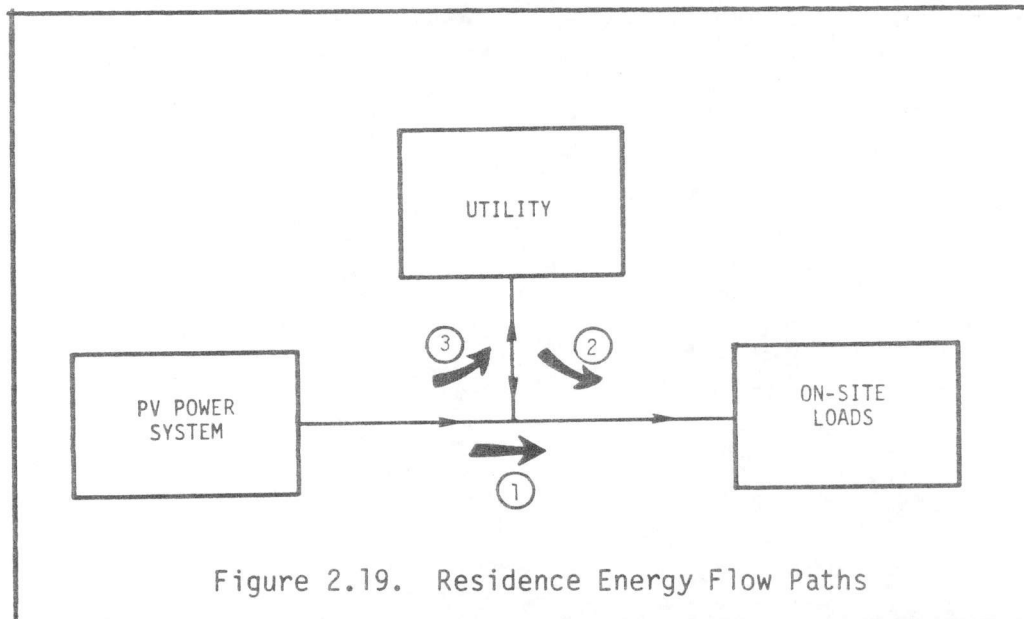 UTILITY
3
2
PV POWER
SYSTEM
ON-SITE
LOADS
1
Figure 2.19. Residence Energy Flow Paths